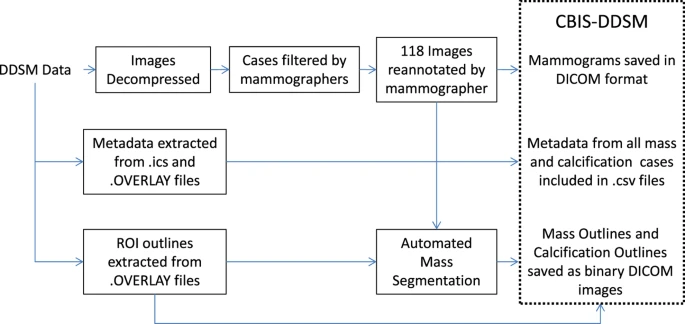 DDSM Data
Images
Decompressed
Cases filtered by
mammographers
118 Images
reannotated by
mammographer
CBIS-DDSM
Mammograms saved in
DICOM format
Metadata extracted
from .ics and
.OVERLAY files
Metadata from all mass
and calcification cases
included in .csv files
ROI outlines
extracted from
.OVERLAY files
Automated
Mass
Segmentation
Mass Outlines and
Calcification Outlines
saved as binary DICOM
images